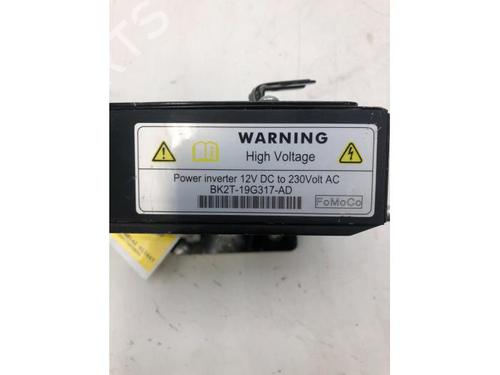 WARNING
High Voltage
Power inverter 12V DC to 230Volt AC
BK2T-19G317-AD
FoMoCo